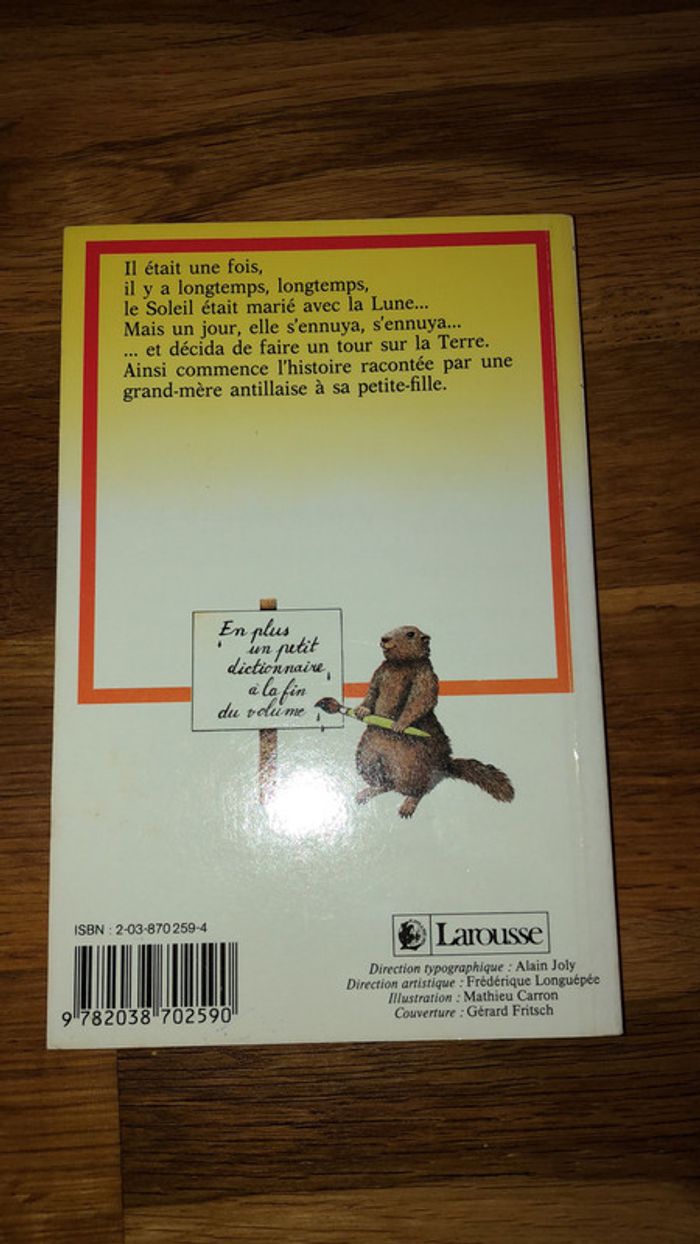 Il était une fois,
il y a longtemps, longtemps,
le Soleil était marié avec la Lune...
Mais un jour, elle s'ennuya, s'ennuya...
... et décida de faire un tour sur la Terre.
Ainsi commence l'histoire racontée par une
grand-mère antillaise à sa petite-fille.
En plus
un petit
dictionnaire
à la fin
du volume
ISBN : 2-03-870 259-4
9 782038 702590
Larousse
Direction typographique : Alain Joly
Direction artistique : Frédérique Longuépée
Illustration : Mathieu Carron
Couverture : Gérard Fritsch